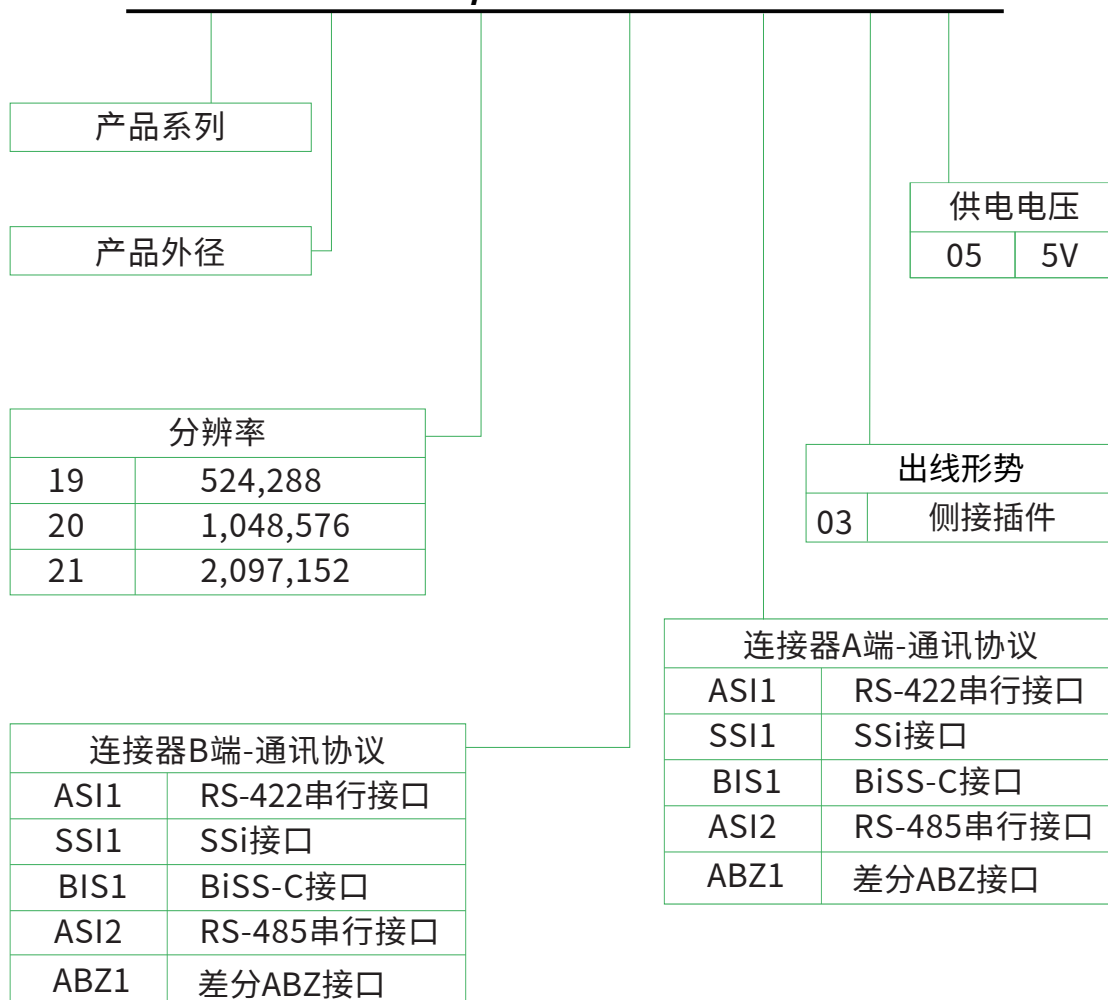 产品系列
产品外径
供电电压
05 5V
分辨率
19 524,288
20 1,048,576
21 2,097,152
出线形势
03 侧接插件
连接器A端-通讯协议
ASI1 RS-422串行接口
SSI1 SSi接口
BIS1 BiSS-C接口
ASI2 RS-485串行接口
ABZ1 差分ABZ接口
连接器B端-通讯协议
ASI1 RS-422串行接口
SSI1 SSi接口
BIS1 BiSS-C接口
ASI2 RS-485串行接口
ABZ1 差分ABZ接口